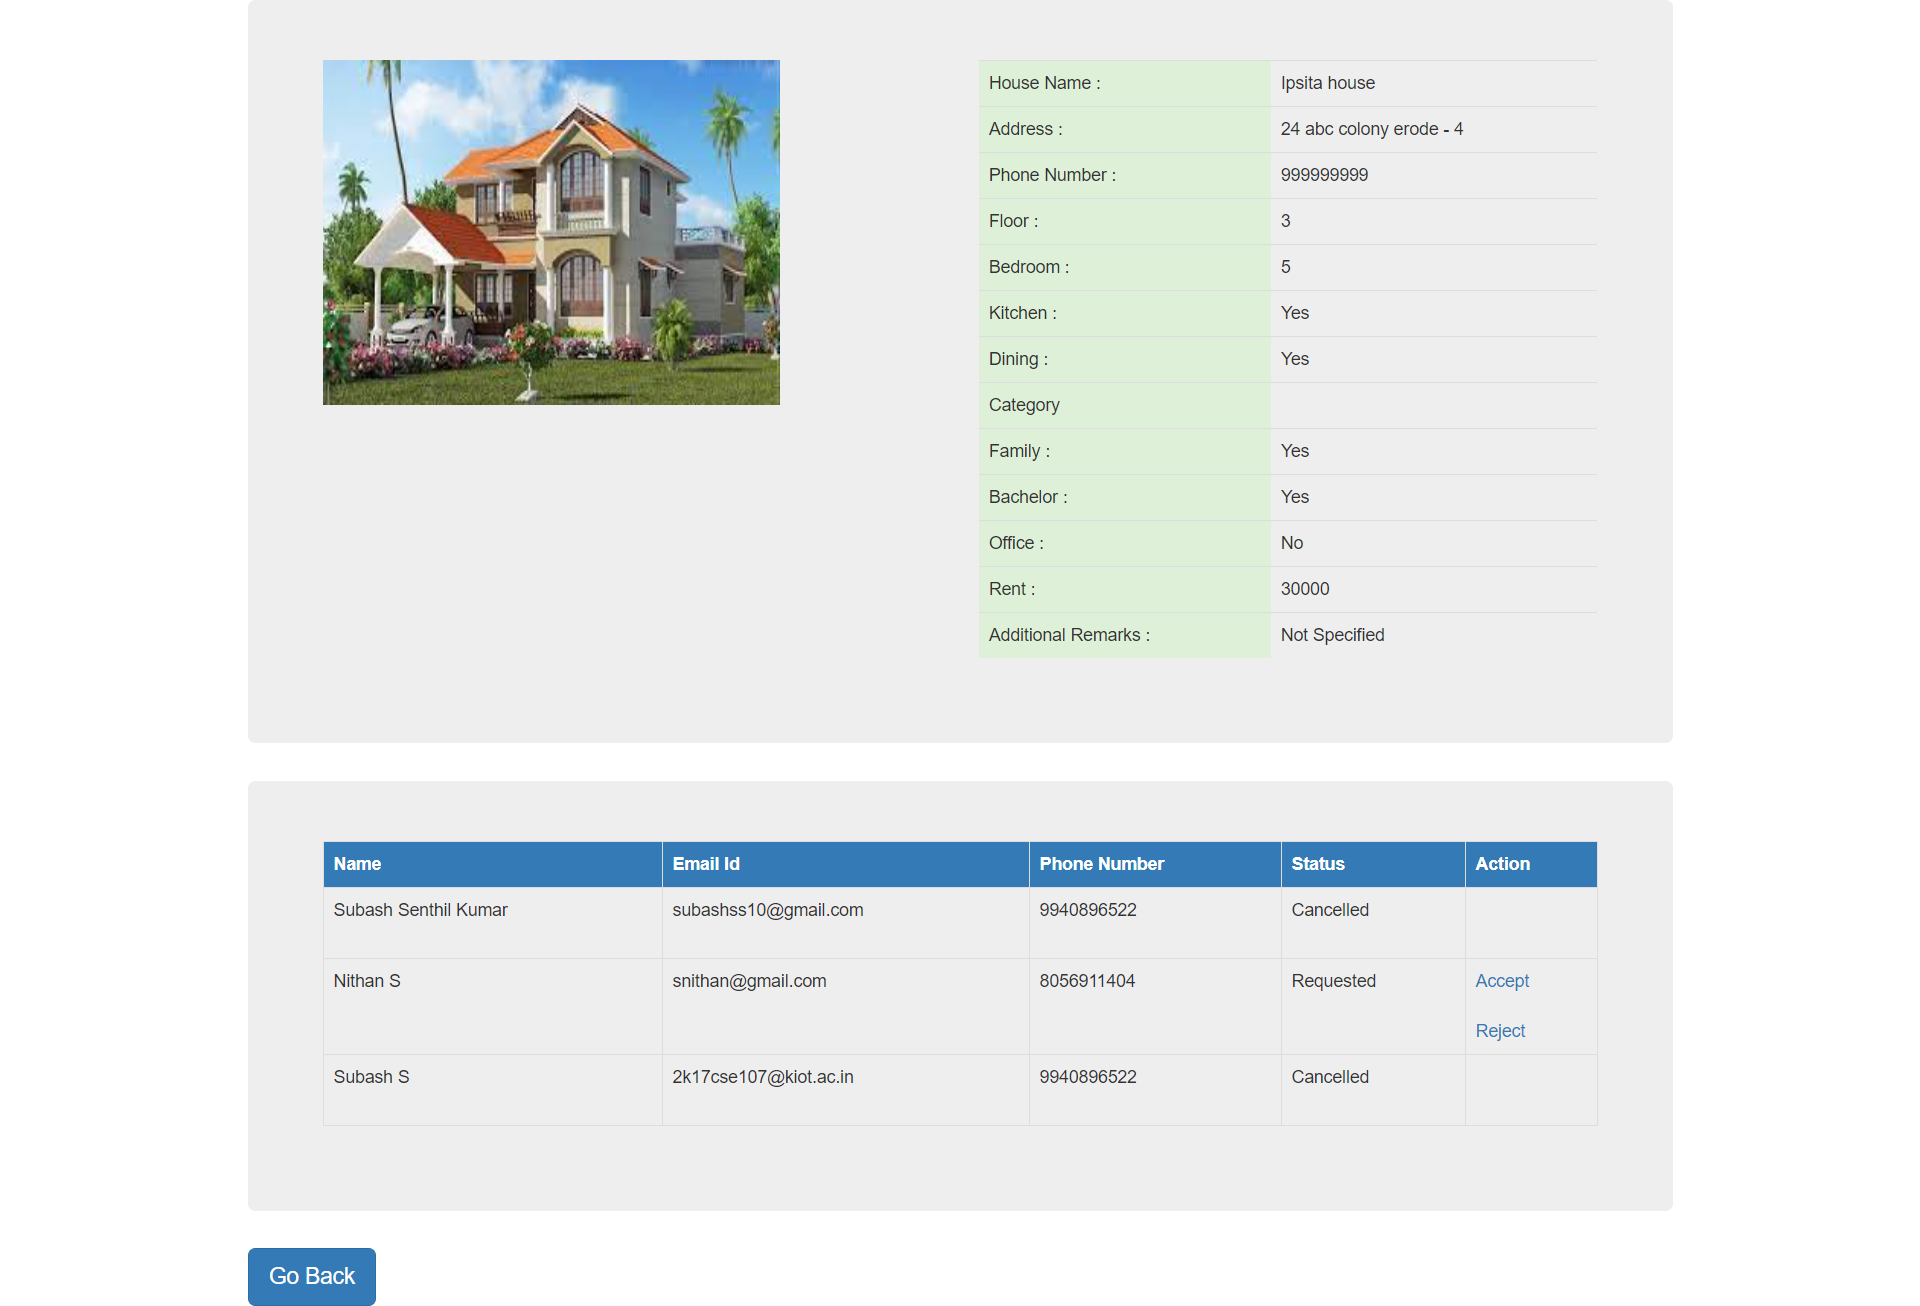 House Name : Ipsita house
Address : 24 abc colony erode - 4
Phone Number : 999999999
Floor : 3
Bedroom : 5
Kitchen : Yes
Dining : Yes
Category
Family : Yes
Bachelor : Yes
Office : No
Rent : 30000
Additional Remarks : Not Specified
Name Email Id Phone Number Status Action
Subash Senthil Kumar subashss10@gmail.com 9940896522 Cancelled
Nithan S snithan@gmail.com 8056911404 Requested Accept
Reject
Subash S 2k17cse107@kiot.ac.in 9940896522 Cancelled
Go Back